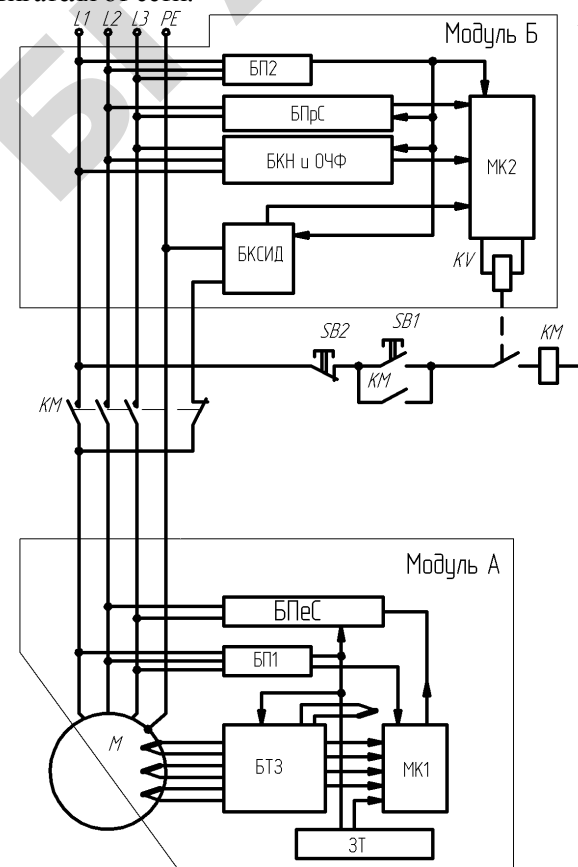 L1 L2 L3 PE
Модуль Б
БП2
БПрС
БКН и ОЧФ
МК2
БКСИД
KV
SB2
SB1
KM
KM
KM
Модуль А
БПеС
БП1
М
БТЗ
МК1
ЗТ